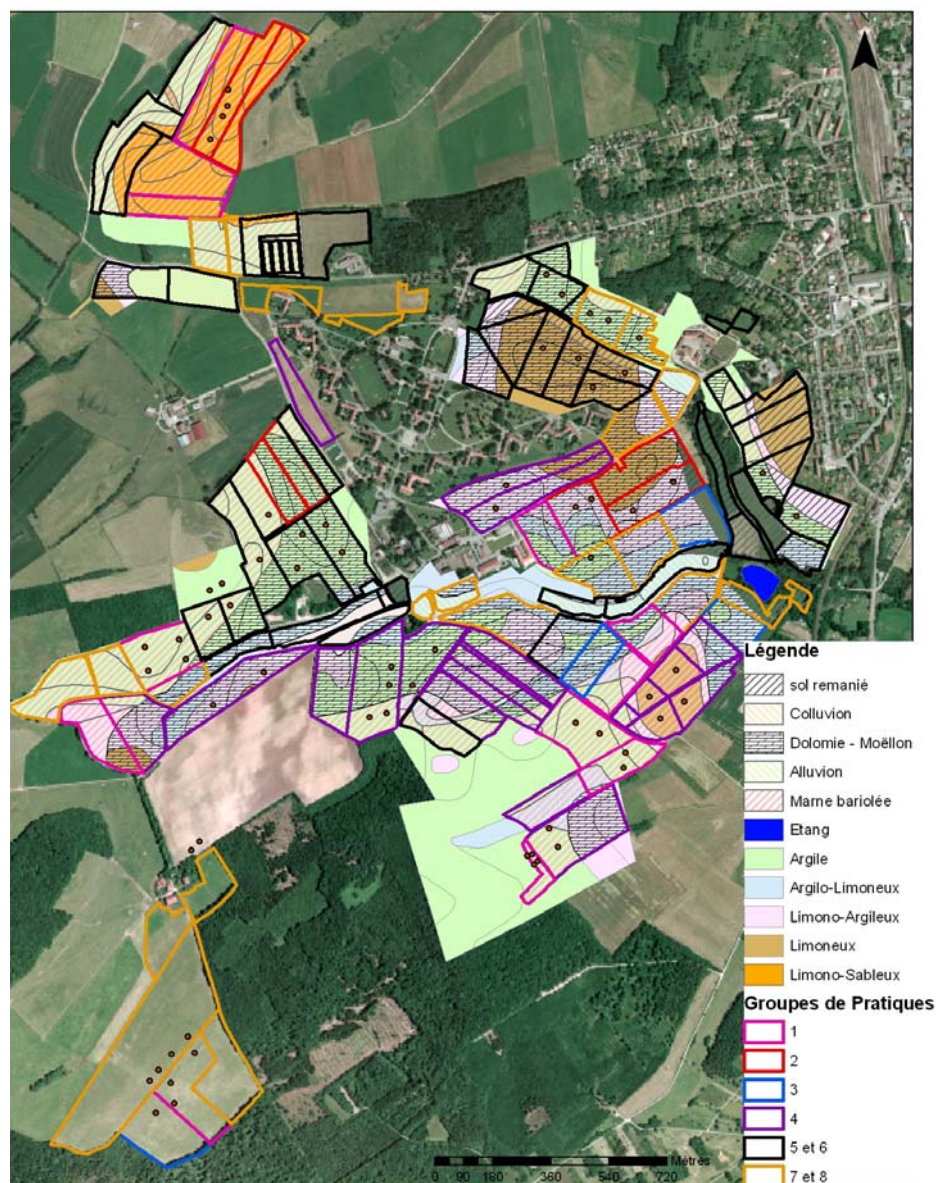 0
Légende
sol remanié
Colluvion
Dolomie - Moëllon
Alluvion
Marne bariolée
Etang
Argile
Argilo-Limoneux
Limono-Argileux
Limoneux
Limono-Sableux
Groupes de Pratiques
1
2
3
4
5 et 6
7 et 8
Mètres
0 90 180 360 540 720